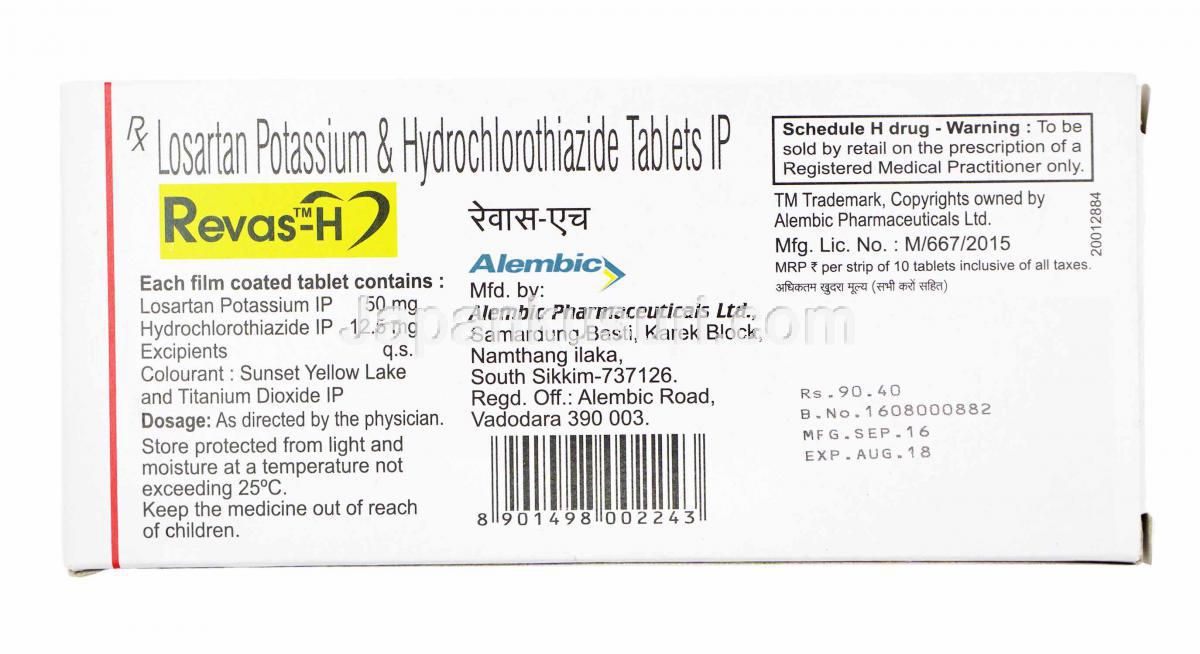 Rx Losartan Potassium & Hydrochlorothiazide Tablets IP
Revas™-H
Each film coated tablet contains :
Losartan Potassium IP 50 mg
Hydrochlorothiazide IP 12.5 mg
Excipients q.s.
Colourant : Sunset Yellow Lake
and Titanium Dioxide IP
Dosage: As directed by the physician.
Store protected from light and
moisture at a temperature not
exceeding 25ºC.
Keep the medicine out of reach
of children.
रेवास-एच
Alembic
Mfd. by:
Alembic Pharmaceuticals Ltd.,
Samardung Basti, Karek Block,
Namthang ilaka,
South Sikkim-737126.
Regd. Off.: Alembic Road,
Vadodara 390 003.
8 901498 002243
Schedule H drug - Warning : To be
sold by retail on the prescription of a
Registered Medical Practitioner only.
TM Trademark, Copyrights owned by
Alembic Pharmaceuticals Ltd.
Mfg. Lic. No. : M/667/2015
MRP ₹ per strip of 10 tablets inclusive of all taxes.
अधिकतम खुदरा मूल्य (सभी करों सहित)
20012884
Rs.90.40
B.No.1608000882
MFG.SEP.16
EXP.AUG.18